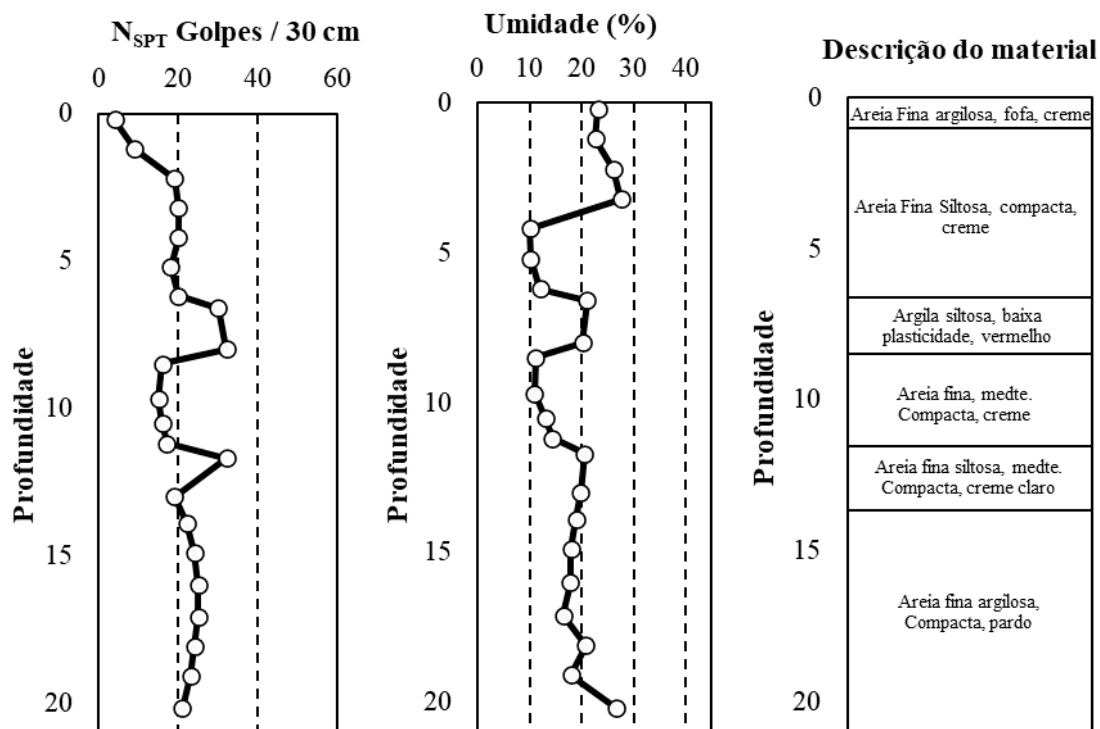 N_SPT Golpes / 30 cm
0 20 40 60
0
5
10
15
20
Profundidade
Umidade (%)
0 10 20 30 40
0
5
10
15
20
Profundidade
Descrição do material
0
5
10
15
20
Profundidade
Areia Fina argilosa, fofa, creme
Areia Fina Siltosa, compacta,
creme
Argila siltosa, baixa
plasticidade, vermelho
Areia fina, medte.
Compacta, creme
Areia fina siltosa, medte.
Compacta, creme claro
Areia fina argilosa,
Compacta, pardo